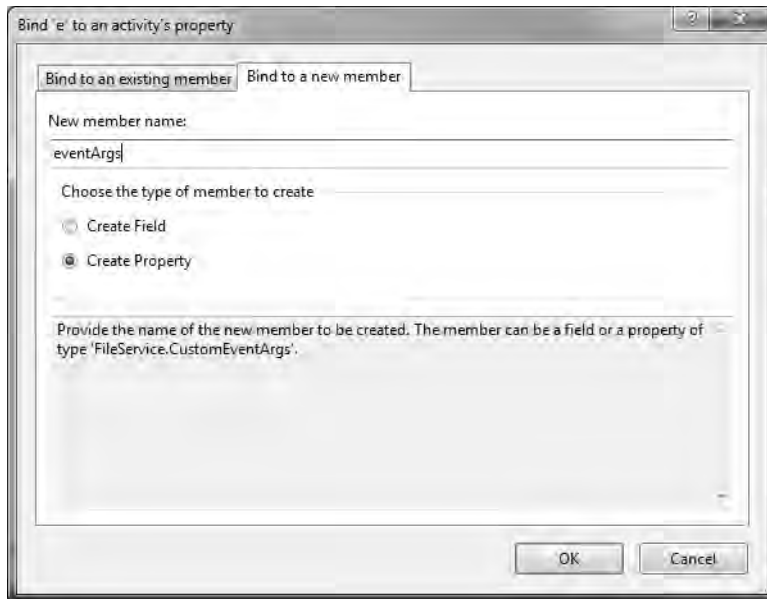 Bind 'e' to an activity's property
Bind to an existing member
Bind to a new member
New member name:
eventArgs
Choose the type of member to create
Create Field
Create Property
Provide the name of the new member to be created. The member can be a field or a property of
type 'FileService.CustomEventArgs'.
OK
Cancel